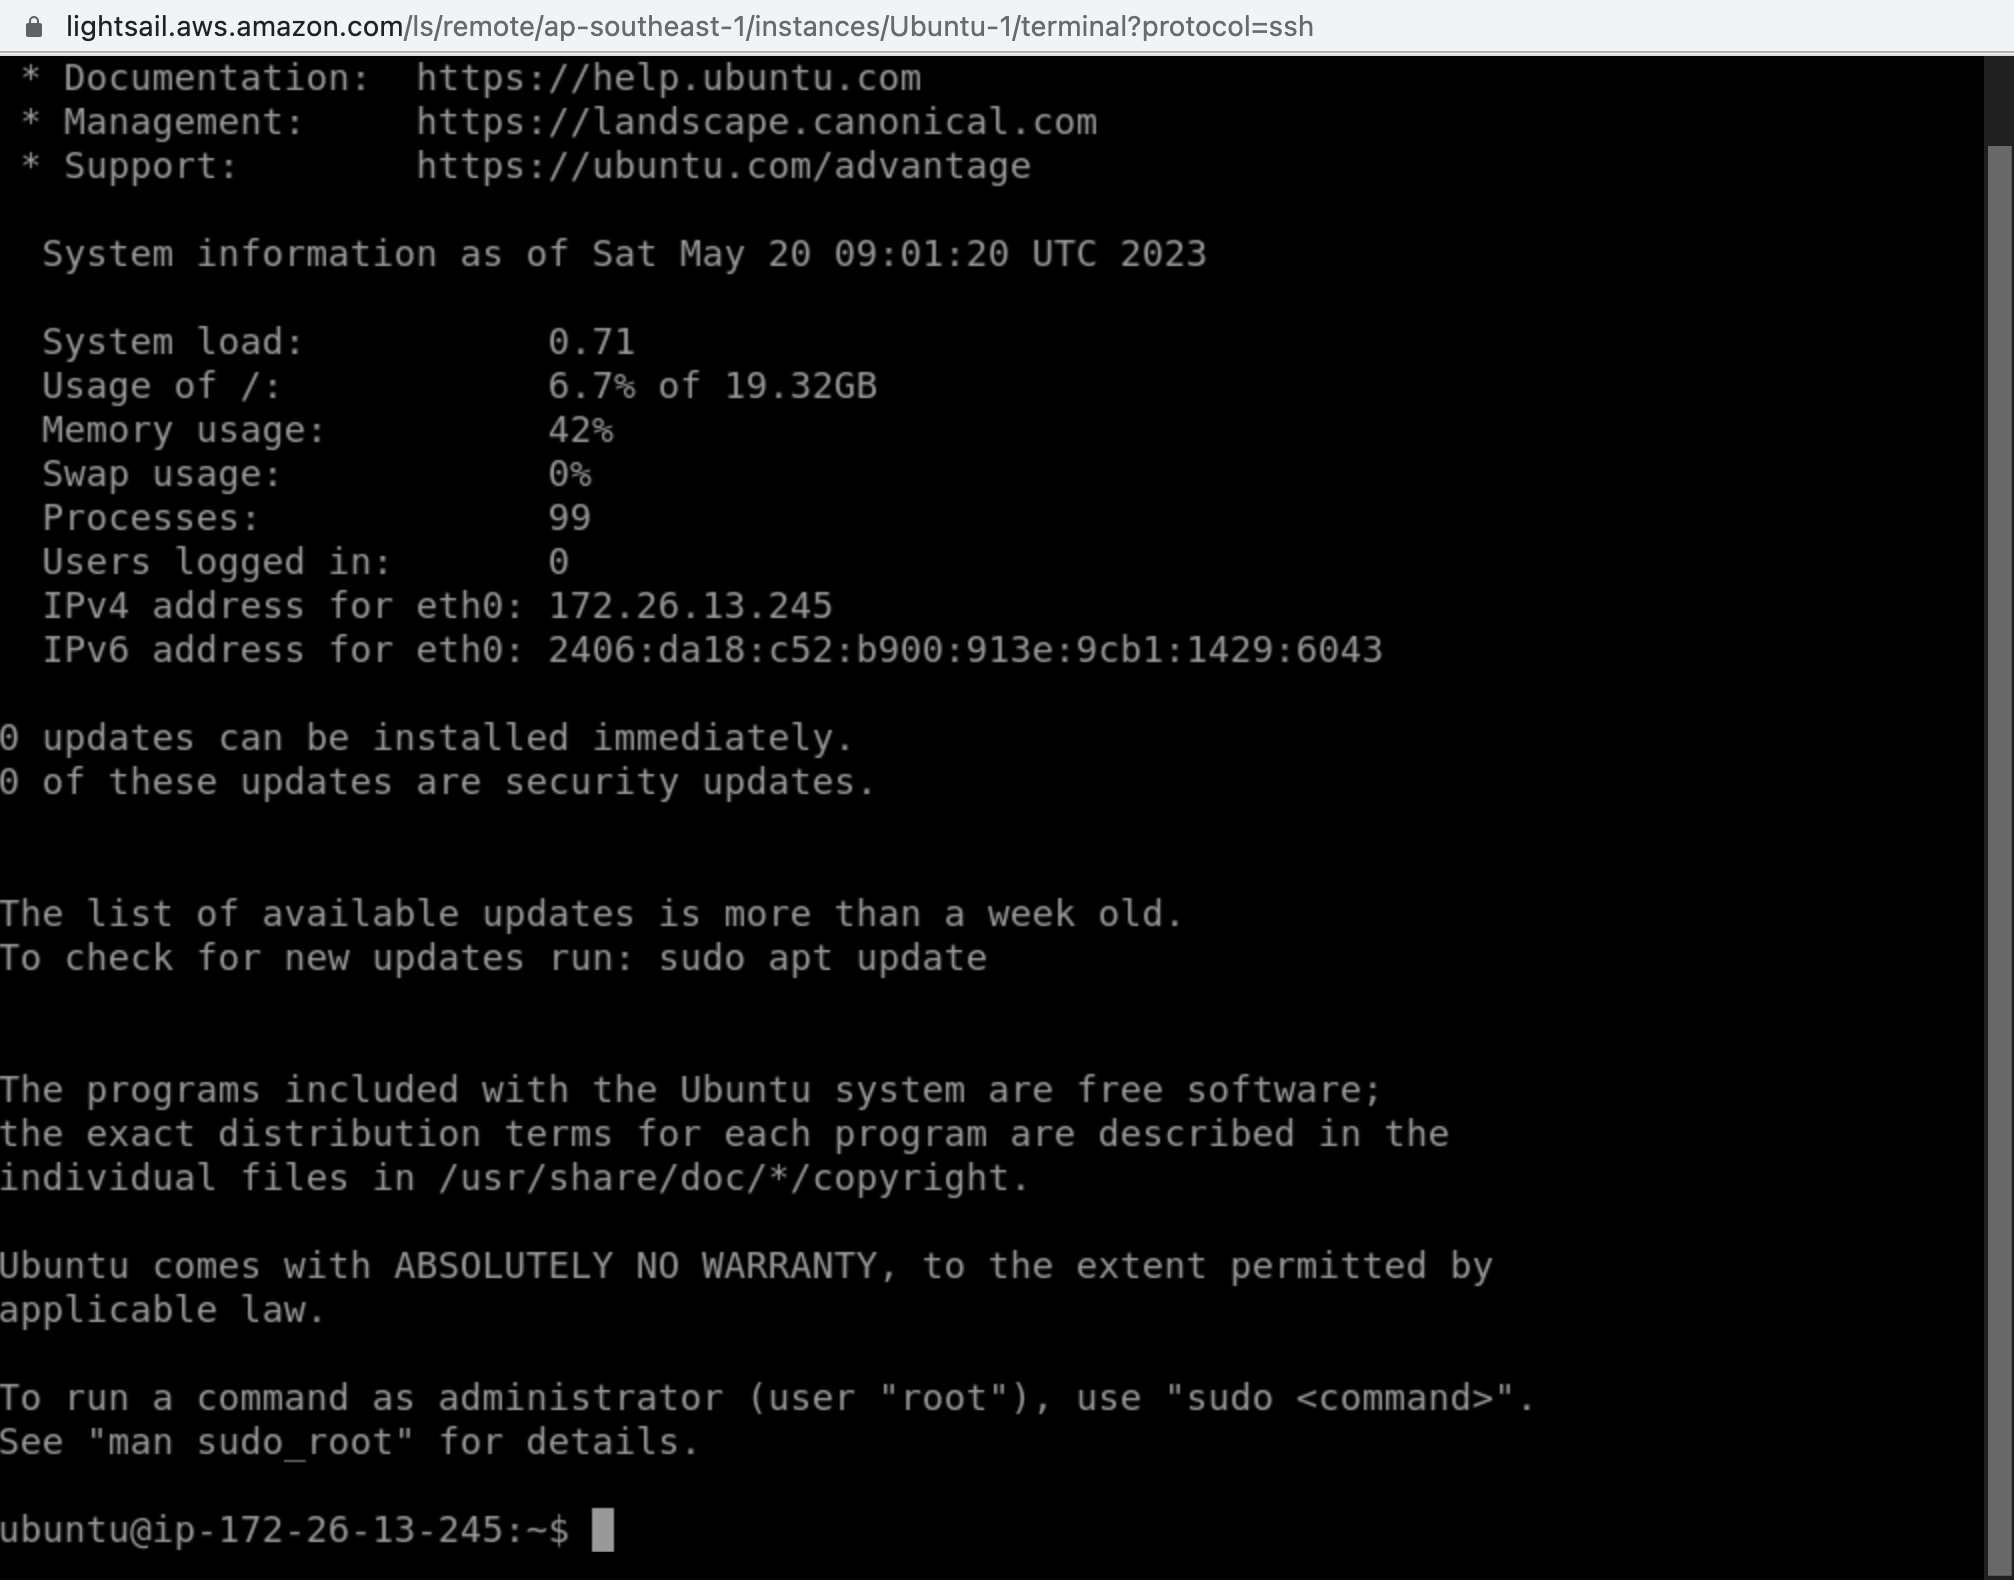 lightsail.aws.amazon.com/ls/remote/ap-southeast-1/instances/Ubuntu-1/terminal?protocol=ssh
* Documentation:  https://help.ubuntu.com
* Management:     https://landscape.canonical.com
* Support:        https://ubuntu.com/advantage
System information as of Sat May 20 09:01:20 UTC 2023
System load:           0.71
Usage of /:            6.7% of 19.32GB
Memory usage:          42%
Swap usage:            0%
Processes:             99
Users logged in:       0
IPv4 address for eth0: 172.26.13.245
IPv6 address for eth0: 2406:da18:c52:b900:913e:9cb1:1429:6043
0 updates can be installed immediately.
0 of these updates are security updates.
The list of available updates is more than a week old.
To check for new updates run: sudo apt update
The programs included with the Ubuntu system are free software;
the exact distribution terms for each program are described in the
individual files in /usr/share/doc/*/copyright.
Ubuntu comes with ABSOLUTELY NO WARRANTY, to the extent permitted by
applicable law.
To run a command as administrator (user "root"), use "sudo <command>".
See "man sudo_root" for details.
ubuntu@ip-172-26-13-245:~$